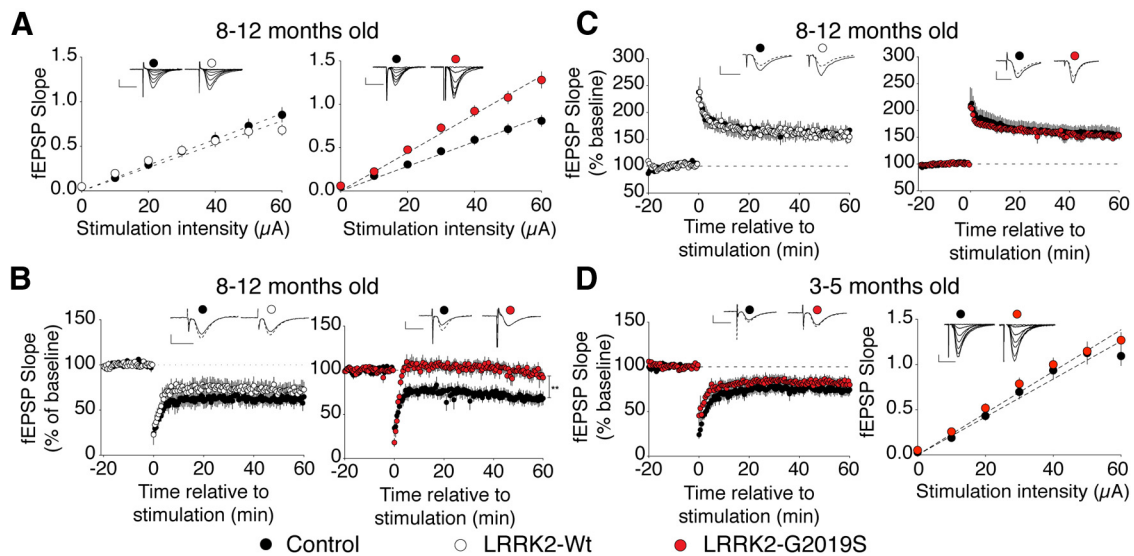 A
8-12 months old
fEPSP Slope
1.5
1.0
0.5
0.0
0
20
40
60
Stimulation intensity (µA)
1.5
1.0
0.5
0.0
0
20
40
60
Stimulation intensity (µA)
C
8-12 months old
fEPSP Slope
(% baseline)
300
250
200
150
100
50
-20
0
20
40
60
Time relative to
stimulation (min)
300
250
200
150
100
50
-20
0
20
40
60
Time relative to
stimulation (min)
B
8-12 months old
fEPSP Slope
(% of baseline)
150
100
50
0
-20
0
20
40
60
Time relative to
stimulation (min)
150
100
50
0
**
-20
0
20
40
60
Time relative to
stimulation (min)
D
3-5 months old
fEPSP Slope
(% baseline)
150
100
50
0
-20
0
20
40
60
Time relative to
stimulation (min)
fEPSP Slope
1.5
1.0
0.5
0.0
0
20
40
60
Stimulation intensity (µA)
Control
LRRK2-Wt
LRRK2-G2019S